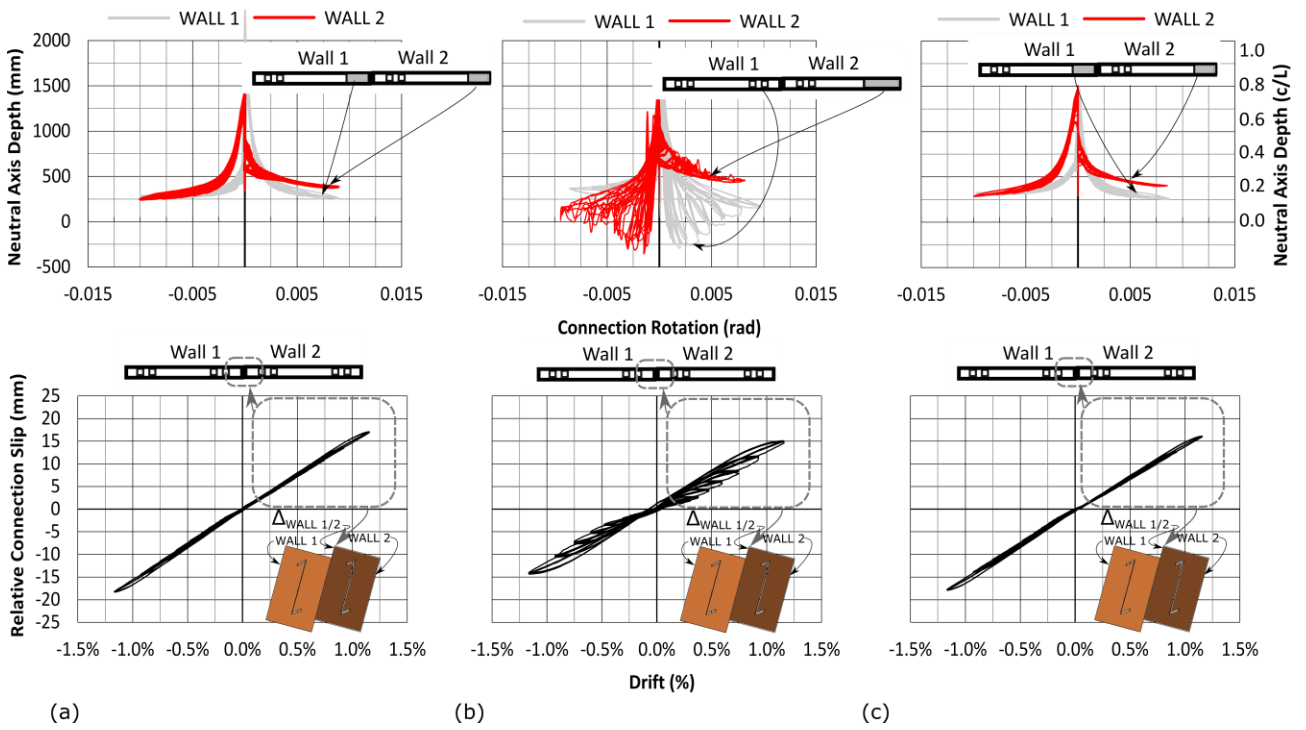 WALL 1 WALL 2
WALL 1 WALL 2
WALL 1 WALL 2
Neutral Axis Depth (mm)
2000
1500
1000
500
0
-500
Wall 1 Wall 2
Wall 1 Wall 2
Wall 1 Wall 2
1.0
0.8
0.6
0.4
0.2
0.0
Neutral Axis Depth (c/L)
-0.015 -0.005 0.005 0.015
-0.015 -0.005 0.005 0.015
-0.015 -0.005 0.005 0.015
Connection Rotation (rad)
Wall 1 Wall 2
Wall 1 Wall 2
Wall 1 Wall 2
Relative Connection Slip (mm)
25
20
15
10
5
0
-5
-10
-15
-20
-25
ΔWALL 1/2
WALL 1 WALL 2
ΔWALL 1/2
WALL 1 WALL 2
ΔWALL 1/2
WALL 1 WALL 2
-1.5% -1.0% -0.5% 0.0% 0.5% 1.0% 1.5%
-1.5% -1.0% -0.5% 0.0% 0.5% 1.0% 1.5%
-1.5% -1.0% -0.5% 0.0% 0.5% 1.0% 1.5%
Drift (%)
(a) (b) (c)